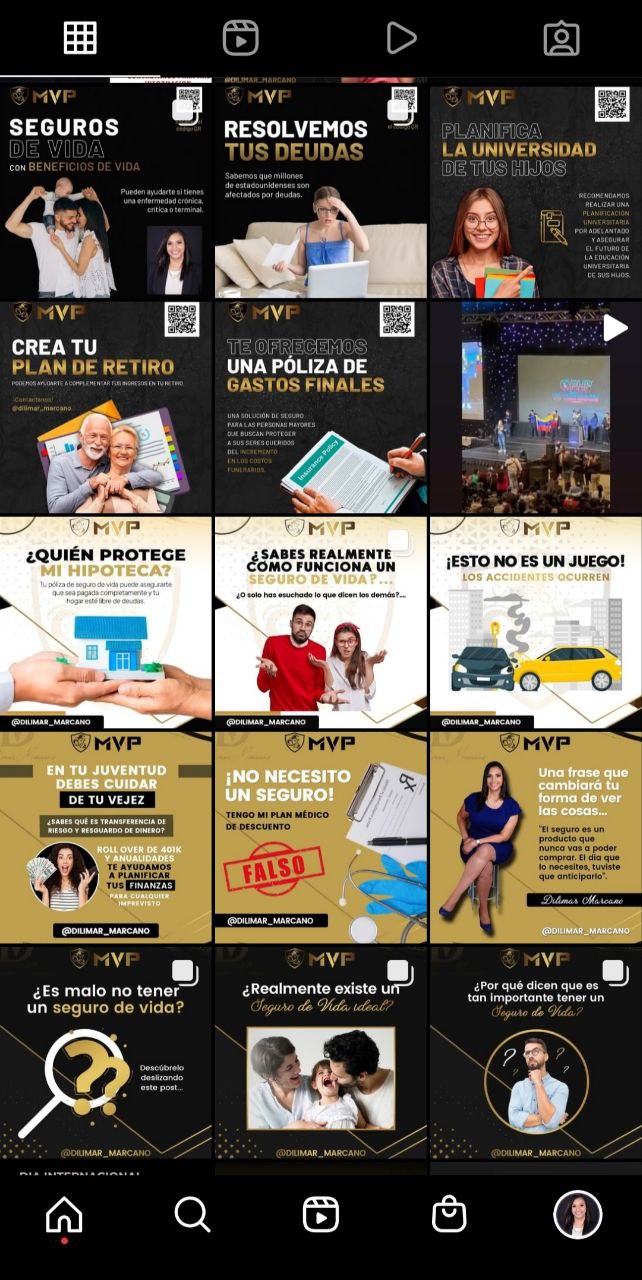 @DILIMAR_MARCANO
MVP
SEGUROS
DE VIDA
CON BENEFICIOS DE VIDA
Pueden ayudarte si tienes
una enfermedad crónica,
crítica o terminal.
código QR
MVP
RESOLVEMOS
TUS DEUDAS
Sabemos que millones
de estadounidenses son
afectados por deudas.
el código QR
MVP
PLANIFICA
LA UNIVERSIDAD
DE TUS HIJOS
RECOMENDAMOS
REALIZAR UNA
PLANIFICACIÓN
UNIVERSITARIA
POR ADELANTADO
Y ASEGURAR
EL FUTURO DE
LA EDUCACIÓN
UNIVERSITARIA
DE SUS HIJOS.
MVP
CREA TU
PLAN DE RETIRO
PODEMOS AYUDARTE A COMPLEMENTAR TUS INGRESOS EN TU RETIRO.
¡Contáctanos!
@dilimar_marcano
MVP
TE OFRECEMOS
UNA PÓLIZA DE
GASTOS FINALES
UNA SOLUCIÓN DE SEGURO
PARA LAS PERSONAS MAYORES
QUE BUSCAN PROTEGER
A SUS SERES QUERIDOS
DEL INCREMENTO
EN LOS COSTOS
FUNERARIOS.
Insurance Policy
MVP
¿QUIÉN PROTEGE
MI HIPOTECA?
Tu póliza de seguro de vida puede asegurarte
que sea pagada completamente y tu
hogar esté libre de deudas.
@DILIMAR_MARCANO
MVP
¿SABES REALMENTE
COMO FUNCIONA UN
SEGURO DE VIDA?...
¿O solo has escuchado lo que dicen los demás?....
@DILIMAR_MARCANO
MVP
¡ESTO NO ES UN JUEGO!
LOS ACCIDENTES OCURREN
@DILIMAR_MARCANO
MVP
EN TU JUVENTUD
DEBES CUIDAR
DE TU VEJEZ
¿SABES QUÉ ES TRANSFERENCIA DE
RIESGO Y RESGUARDO DE DINERO?
ROLL OVER DE 401K
Y ANUALIDADES
TE AYUDAMOS
A PLANIFICAR
TUS FINANZAS
PARA CUALQUIER
IMPREVISTO
@DILIMAR_MARCANO
MVP
¡NO NECESITO
UN SEGURO!
TENGO MI PLAN MÉDICO
DE DESCUENTO
FALSO
@DILIMAR_MARCANO
MVP
Una frase que
cambiará tu
forma de ver
las cosas...
"El seguro es un
producto que
nunca vas a poder
comprar. El día que
lo necesites, tuviste
que anticiparlo".
Dilimar Marcano
@DILIMAR_MARCANO
MVP
¿Es malo no tener
un seguro de vida?
Descúbrelo
deslizando
este post...
@DILIMAR_MARCANO
MVP
¿Realmente existe un
Seguro de Vida ideal?
@DILIMAR_MARCANO
MVP
¿Por qué dicen que es
tan importante tener un
Seguro de Vida?
@DILIMAR_MARCANO
DIA INTERNACIONAL